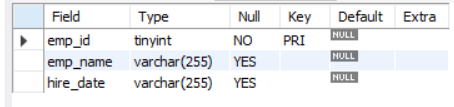 Field Type Null Key Default Extra
emp_id tinyint NO PRI NULL
emp_name varchar(255) YES NULL
hire_date varchar(255) YES NULL